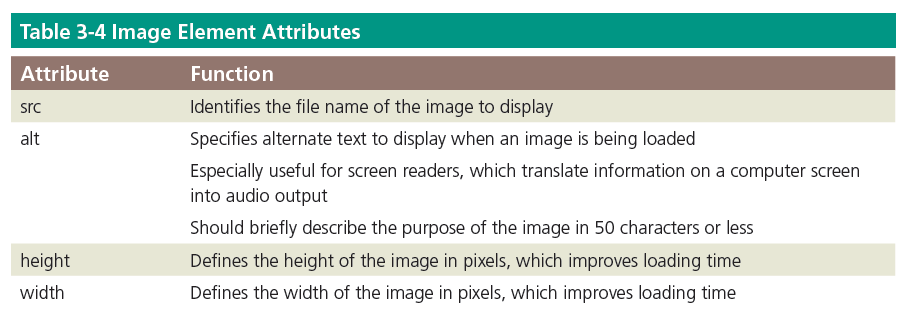 Table 3-4 Image Element Attributes
Attribute Function
src Identifies the file name of the image to display
alt Specifies alternate text to display when an image is being loaded
Especially useful for screen readers, which translate information on a computer screen
into audio output
Should briefly describe the purpose of the image in 50 characters or less
height Defines the height of the image in pixels, which improves loading time
width Defines the width of the image in pixels, which improves loading time